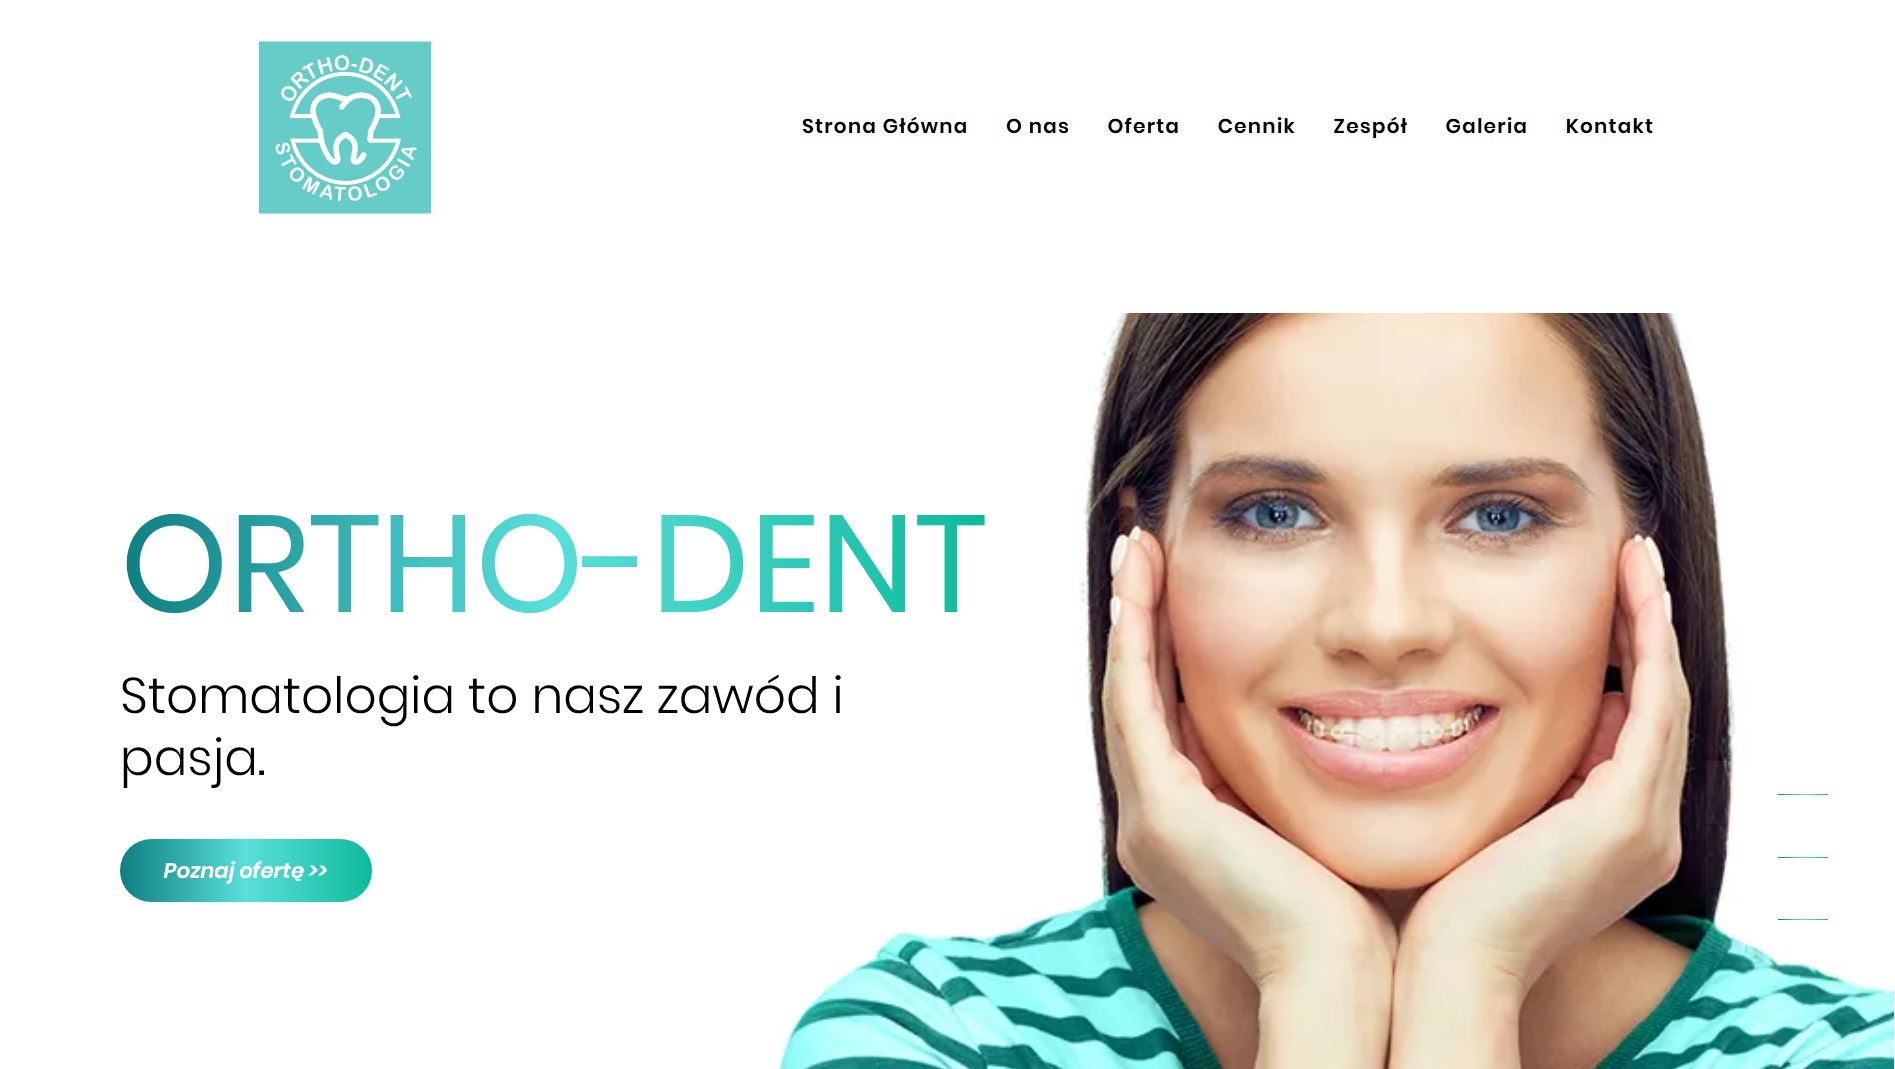 ORTHO-DENT
STOMATOLOGIA
Strona Główna O nas Oferta Cennik Zespół Galeria Kontakt
ORTHO-DENT
Stomatologia to nasz zawód i
pasja.
Poznaj ofertę >>